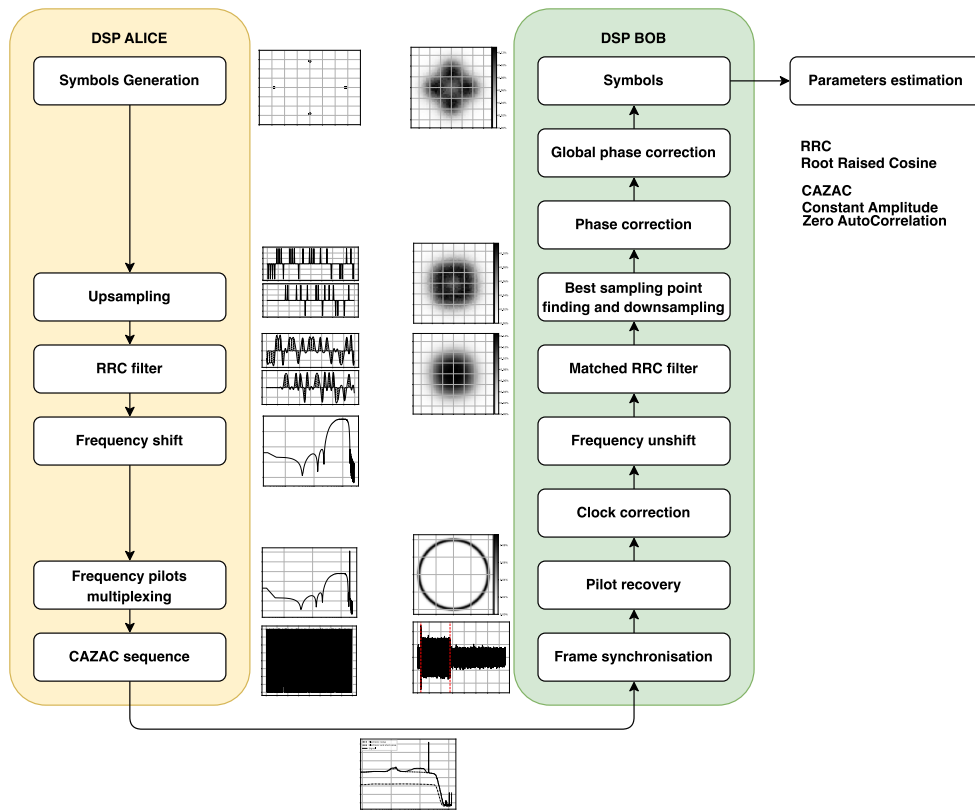 DSP ALICE
Symbols Generation
Upsampling
RRC filter
Frequency shift
Frequency pilots
multiplexing
CAZAC sequence
DSP BOB
Symbols
Global phase correction
Phase correction
Best sampling point
finding and downsampling
Matched RRC filter
Frequency unshift
Clock correction
Pilot recovery
Frame synchronisation
Parameters estimation
RRC
Root Raised Cosine
CAZAC
Constant Amplitude
Zero AutoCorrelation